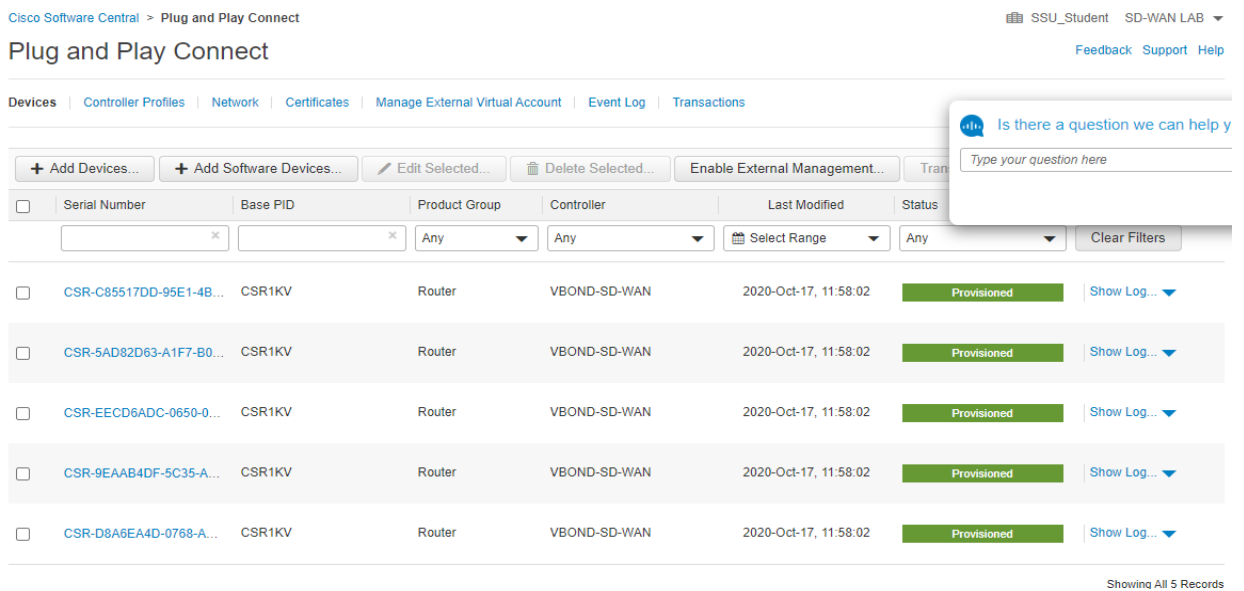 Cisco Software Central > Plug and Play Connect SSU_Student SD-WAN LAB
Plug and Play Connect Feedback Support Help
Devices Controller Profiles Network Certificates Manage External Virtual Account Event Log Transactions
Is there a question we can help y
Type your question here
+ Add Devices... + Add Software Devices... Edit Selected... Delete Selected... Enable External Management... Tran
Serial Number Base PID Product Group Controller Last Modified Status
Any Any Select Range Any Clear Filters
CSR-C85517DD-95E1-4B... CSR1KV Router VBOND-SD-WAN 2020-Oct-17, 11:58:02 Provisioned Show Log...
CSR-5AD82D63-A1F7-B0... CSR1KV Router VBOND-SD-WAN 2020-Oct-17, 11:58:02 Provisioned Show Log...
CSR-EECD6ADC-0650-0... CSR1KV Router VBOND-SD-WAN 2020-Oct-17, 11:58:02 Provisioned Show Log...
CSR-9EAAB4DF-5C35-A... CSR1KV Router VBOND-SD-WAN 2020-Oct-17, 11:58:02 Provisioned Show Log...
CSR-D8A6EA4D-0768-A... CSR1KV Router VBOND-SD-WAN 2020-Oct-17, 11:58:02 Provisioned Show Log...
Showing All 5 Records